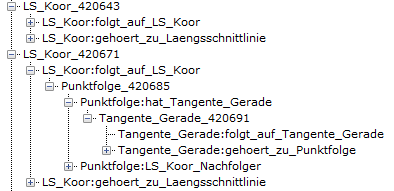 LS_Koor_420643
LS_Koor:folgt_auf_LS_Koor
LS_Koor:gehoert_zu_Laengsschnittlinie
LS_Koor_420671
LS_Koor:folgt_auf_LS_Koor
Punktfolge_420685
Punktfolge:hat_Tangente_Gerade
Tangente_Gerade_420691
Tangente_Gerade:folgt_auf_Tangente_Gerade
Tangente_Gerade:gehoert_zu_Punktfolge
Punktfolge:LS_Koor_Nachfolger
LS_Koor:gehoert_zu_Laengsschnittlinie